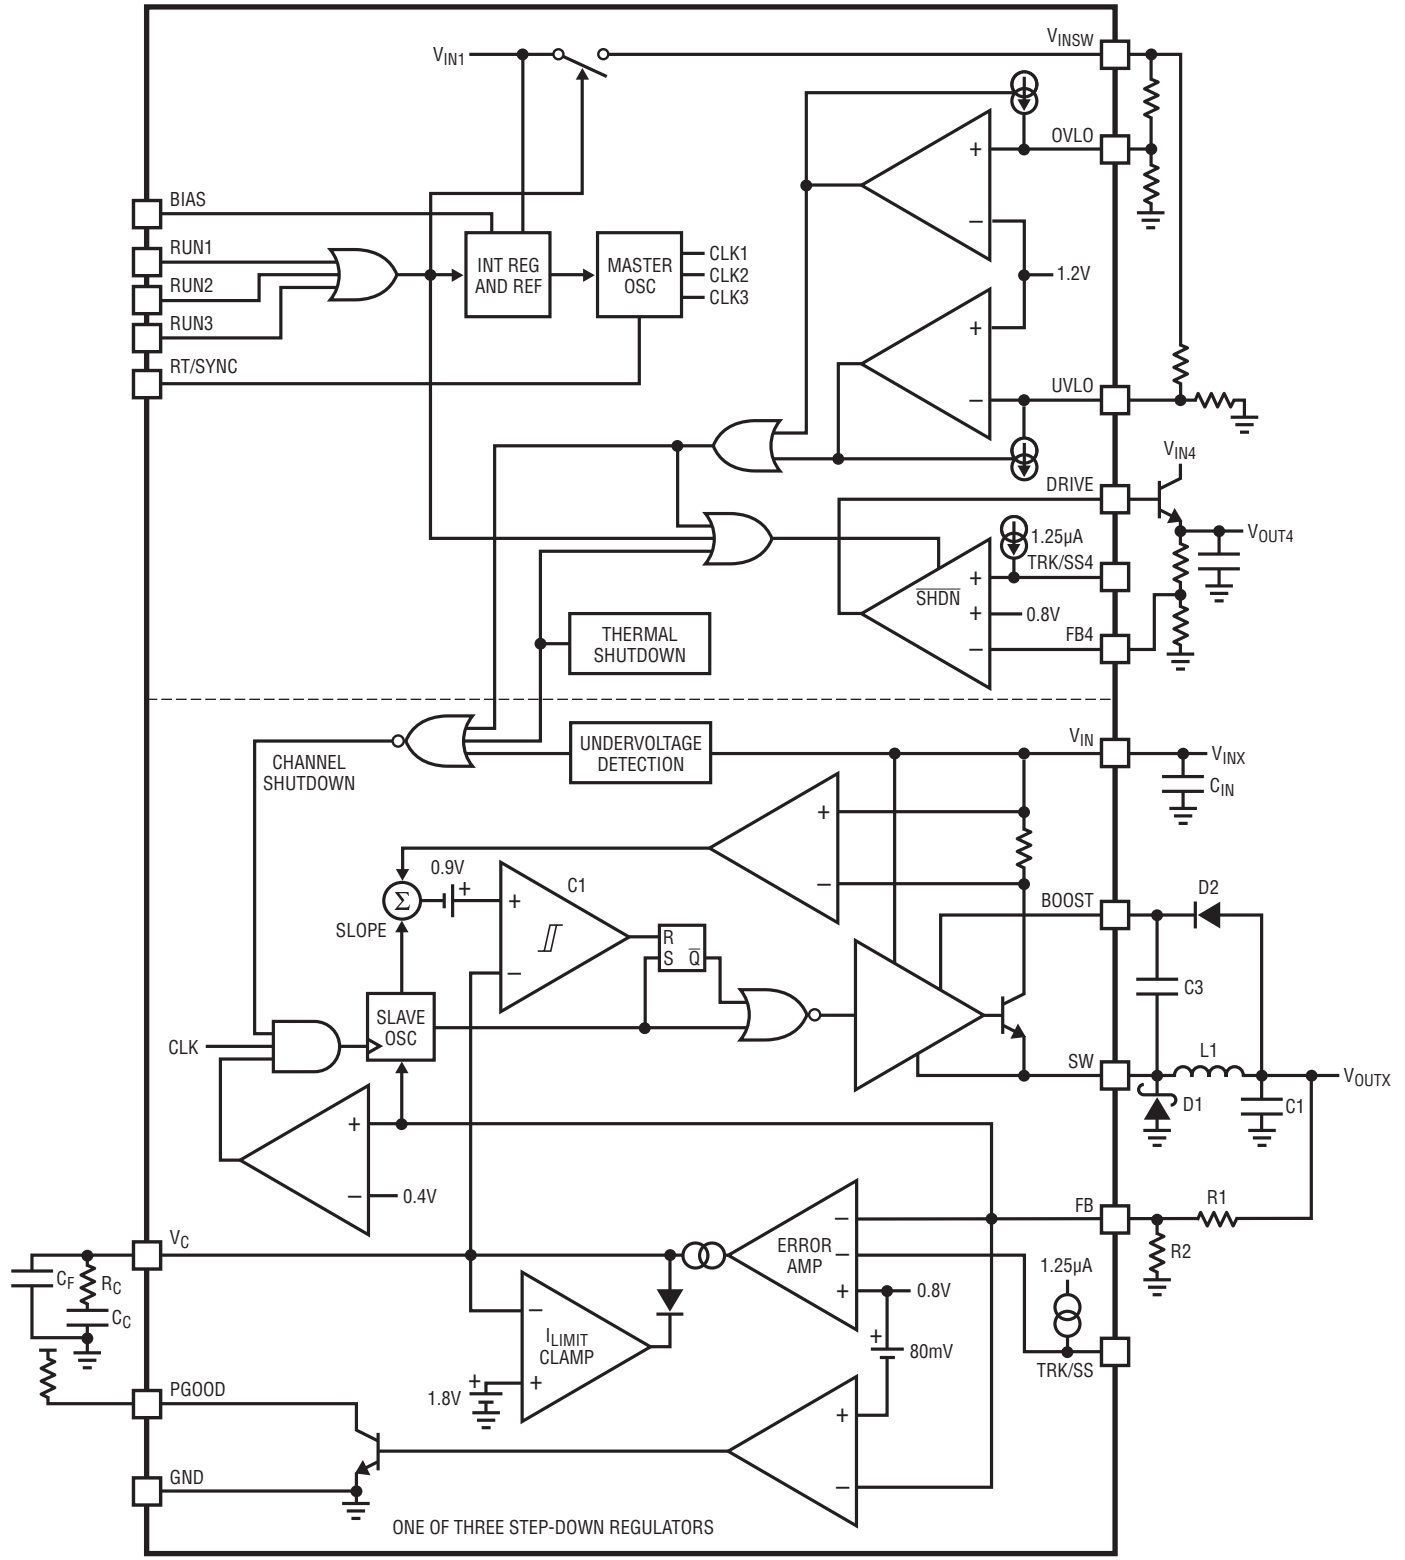 VIN1
VINSW
OVLO
BIAS
RUN1
RUN2
RUN3
RT/SYNC
INT REG
AND REF
MASTER
OSC
CLK1
CLK2
CLK3
+
−
1.2V
+
−
UVLO
VIN4
DRIVE
VOUT4
1.25µA
TRK/SS4
SHDN
+
+
−
0.8V
FB4
THERMAL
SHUTDOWN
CHANNEL
SHUTDOWN
UNDERVOLTAGE
DETECTION
VIN
VINX
CIN
+
−
0.9V
+
Σ
SLOPE
C1
+
−
R
S
Q
BOOST
D2
C3
CLK
SLAVE
OSC
SW
L1
VOUTX
D1
C1
+
−
0.4V
FB
R1
R2
VC
CF
RC
CC
ERROR
AMP
−
−
+
0.8V
1.25µA
ILIMIT
CLAMP
−
+
+
1.8V
+
80mV
TRK/SS
PGOOD
+
−
GND
ONE OF THREE STEP-DOWN REGULATORS